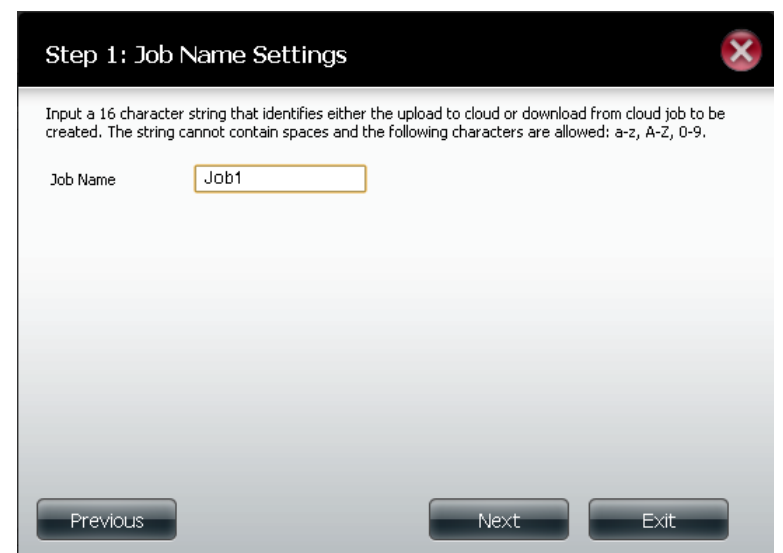 Step 1: Job Name Settings
Input a 16 character string that identifies either the upload to cloud or download from cloud job to be
created. The string cannot contain spaces and the following characters are allowed: a-z, A-Z, 0-9.
Job Name Job1
Previous Next Exit